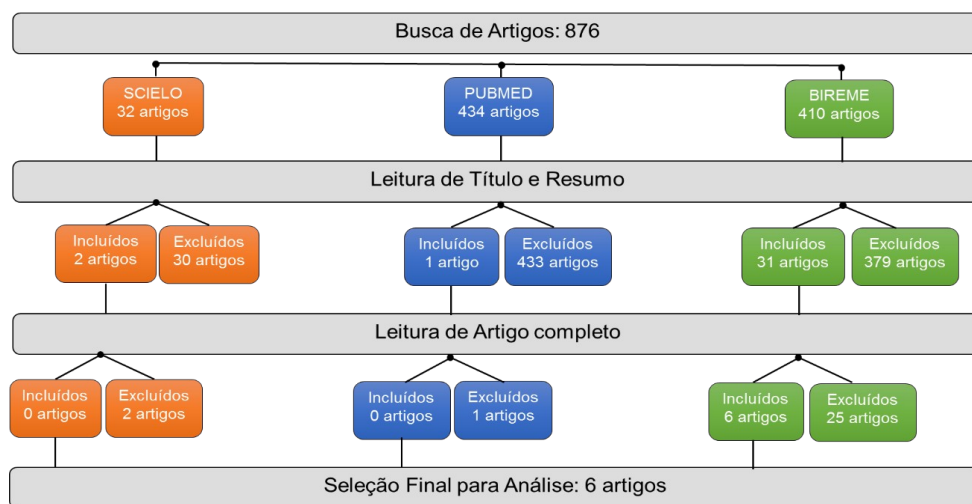 Busca de Artigos: 876
SCIELO
32 artigos
PUBMED
434 artigos
BIREME
410 artigos
Leitura de Título e Resumo
Incluídos
2 artigos
Excluídos
30 artigos
Incluídos
1 artigo
Excluídos
433 artigos
Incluídos
31 artigos
Excluídos
379 artigos
Leitura de Artigo completo
Incluídos
0 artigos
Excluídos
2 artigos
Incluídos
0 artigos
Excluídos
1 artigos
Incluídos
6 artigos
Excluídos
25 artigos
Seleção Final para Análise: 6 artigos